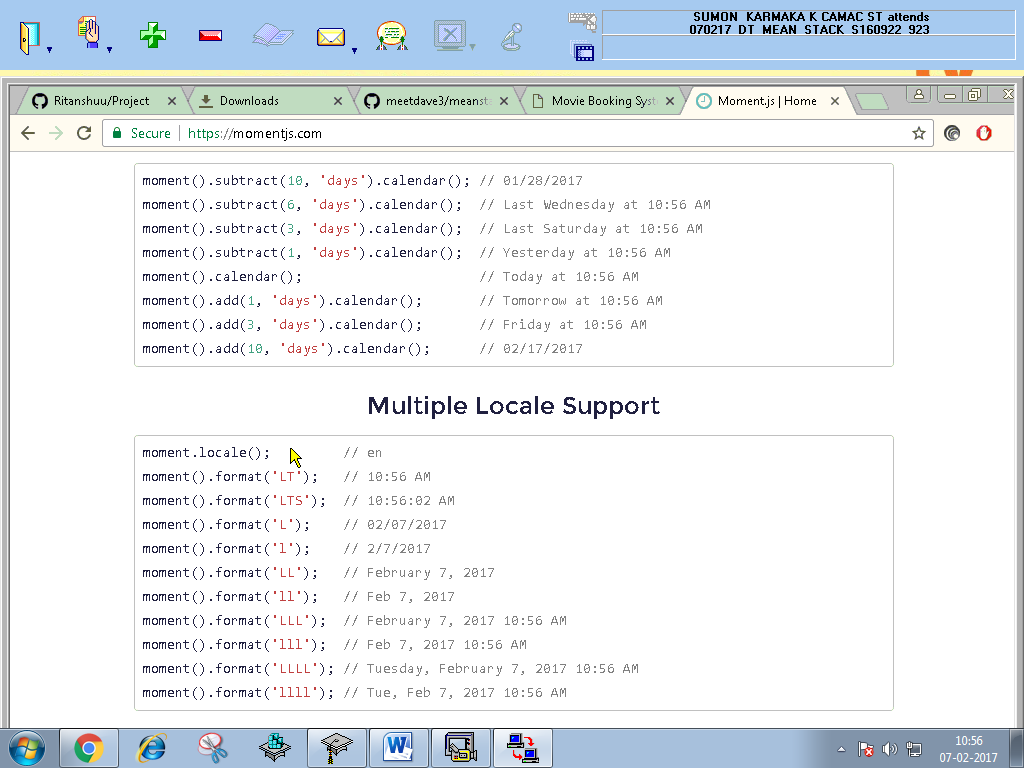 SUMON KARMAKA K CAMAC ST attends
070217 DT MEAN STACK S160922 923
Ritanshuu/Project
Downloads
meetdave3/meanst
Movie Booking Syst
Moment.js | Home
Secure
https://momentjs.com
moment().subtract(10, 'days').calendar(); // 01/28/2017
moment().subtract(6, 'days').calendar(); // Last Wednesday at 10:56 AM
moment().subtract(3, 'days').calendar(); // Last Saturday at 10:56 AM
moment().subtract(1, 'days').calendar(); // Yesterday at 10:56 AM
moment().calendar(); // Today at 10:56 AM
moment().add(1, 'days').calendar(); // Tomorrow at 10:56 AM
moment().add(3, 'days').calendar(); // Friday at 10:56 AM
moment().add(10, 'days').calendar(); // 02/17/2017
Multiple Locale Support
moment.locale(); // en
moment().format('LT'); // 10:56 AM
moment().format('LTS'); // 10:56:02 AM
moment().format('L'); // 02/07/2017
moment().format('l'); // 2/7/2017
moment().format('LL'); // February 7, 2017
moment().format('ll'); // Feb 7, 2017
moment().format('LLL'); // February 7, 2017 10:56 AM
moment().format('lll'); // Feb 7, 2017 10:56 AM
moment().format('LLLL'); // Tuesday, February 7, 2017 10:56 AM
moment().format('llll'); // Tue, Feb 7, 2017 10:56 AM
10:56
07-02-2017